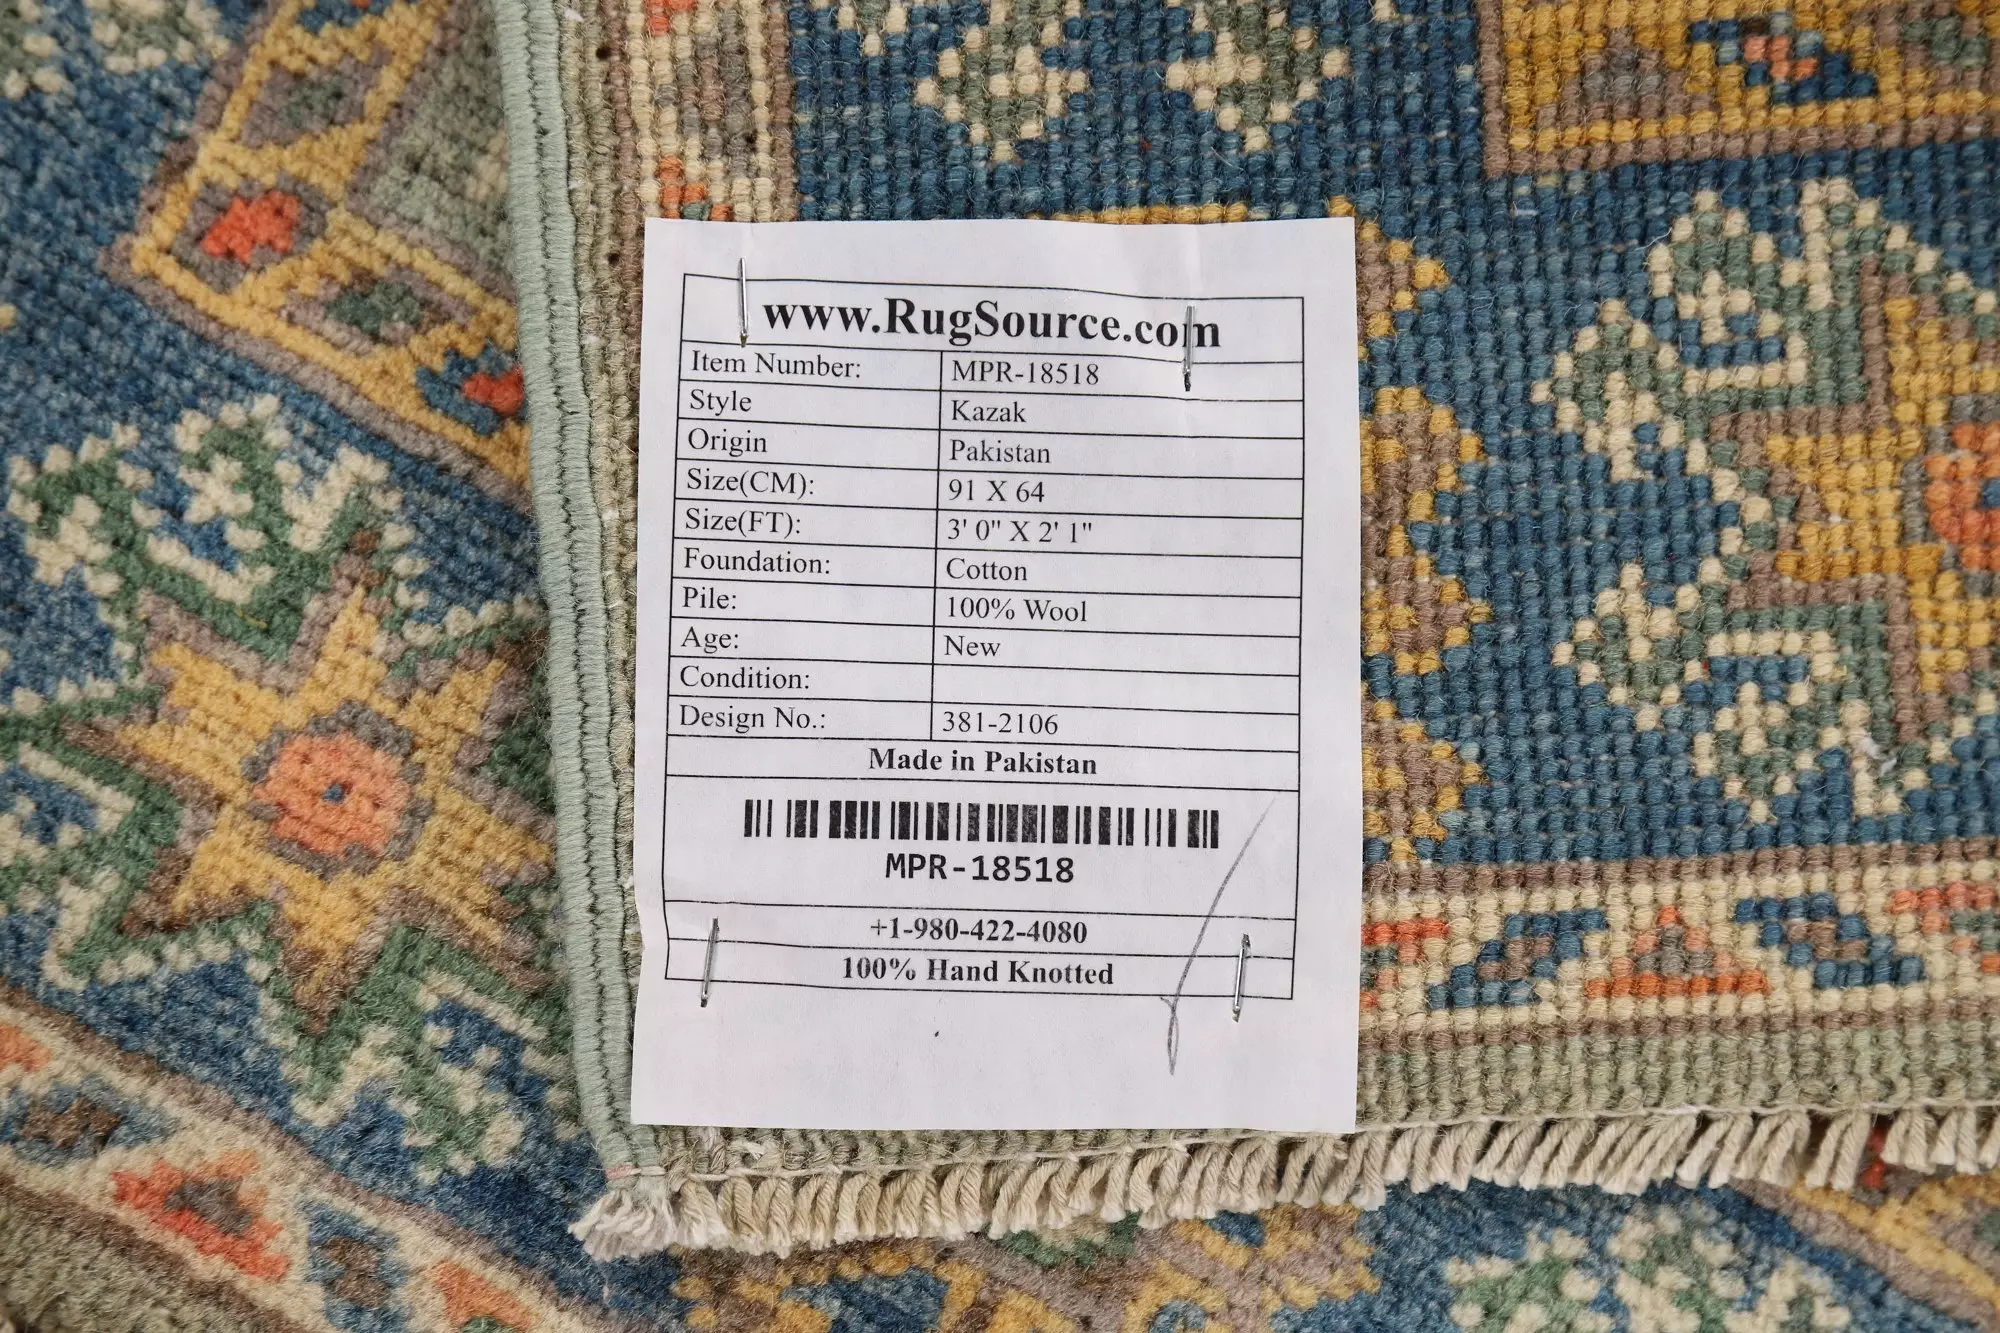 www.RugSource.com
Item Number: MPR-18518
Style Kazak
Origin Pakistan
Size(CM): 91 X 64
Size(FT): 3' 0" X 2' 1"
Foundation: Cotton
Pile: 100% Wool
Age: New
Condition:
Design No.: 381-2106
Made in Pakistan
MPR-18518
+1-980-422-4080
100% Hand Knotted